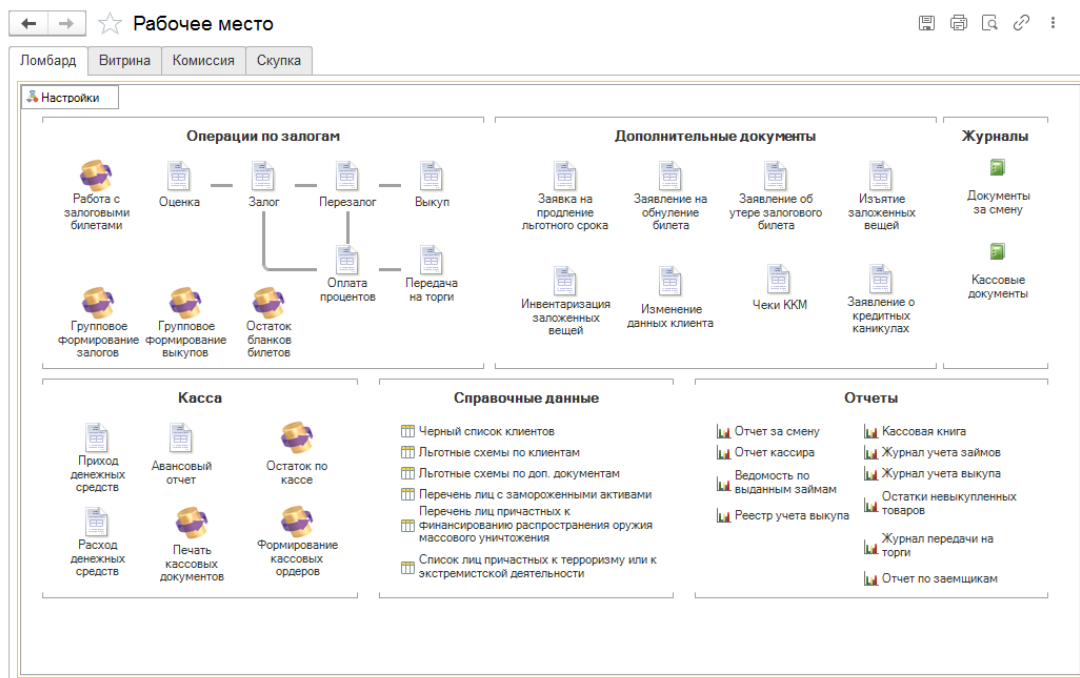 Рабочее место
Ломбард
Витрина
Комиссия
Скупка
Настройки
Операции по залогам
Работа с
залоговыми
билетами
Оценка
Залог
Перезалог
Выкуп
Оплата
процентов
Передача
на торги
Групповое
формирование
залогов
Групповое
формирование
выкупов
Остаток
бланков
билетов
Дополнительные документы
Заявка на
продление
льготного срока
Заявление на
обнуление
билета
Заявление об
утере залогового
билета
Изъятие
заложенных
вещей
Инвентаризация
заложенных
вещей
Изменение
данных клиента
Чеки ККМ
Заявление о
кредитных
каникулах
Журналы
Документы
за смену
Кассовые
документы
Касса
Приход
денежных
средств
Авансовый
отчет
Остаток по
кассе
Расход
денежных
средств
Печать
кассовых
документов
Формирование
кассовых
ордеров
Справочные данные
Черный список клиентов
Льготные схемы по клиентам
Льготные схемы по доп. документам
Перечень лиц с замороженными активами
Перечень лиц причастных к
финансированию распространения оружия
массового уничтожения
Список лиц причастных к терроризму или к
экстремистской деятельности
Отчеты
Отчет за смену
Отчет кассира
Ведомость по
выданным займам
Реестр учета выкупа
Кассовая книга
Журнал учета займов
Журнал учета выкупа
Остатки невыкупленных
товаров
Журнал передачи на
торги
Отчет по заемщикам